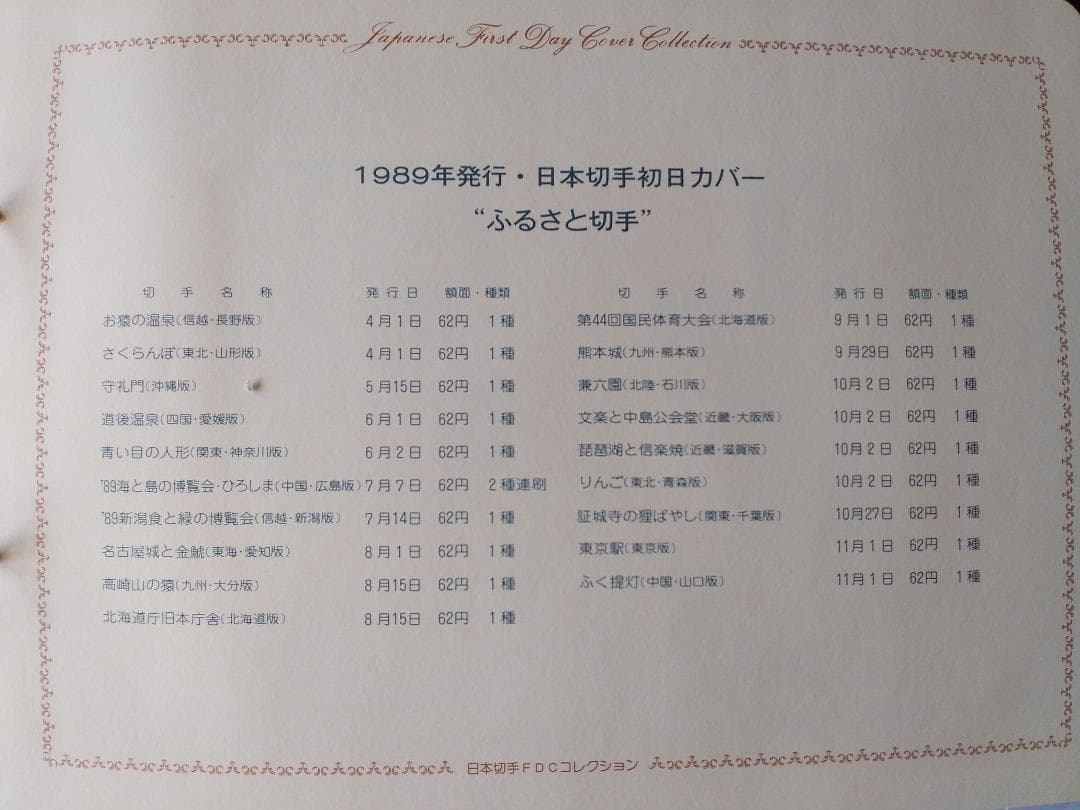 Japanese First Day Cover Collection
1989年発行・日本切手初日カバー
“ふるさと切手”
切手名称 発行日 額面・種類
お猿の温泉(信越・長野版) 4月1日 62円 1種
さくらんぼ(東北・山形版) 4月1日 62円 1種
守礼門(沖縄版) 5月15日 62円 1種
道後温泉(四国・愛媛版) 6月1日 62円 1種
青い目の人形(関東・神奈川版) 6月2日 62円 1種
'89海と島の博覧会・ひろしま(中国・広島版) 7月7日 62円 2種連刷
'89新潟食と緑の博覧会(信越・新潟版) 7月14日 62円 1種
名古屋城と金鯱(東海・愛知版) 8月1日 62円 1種
高崎山の猿(九州・大分版) 8月15日 62円 1種
北海道庁旧本庁舎(北海道版) 8月15日 62円 1種
切手名称 発行日 額面・種類
第44回国民体育大会(北海道版) 9月1日 62円 1種
熊本城(九州・熊本版) 9月29日 62円 1種
兼六園(北陸・石川版) 10月2日 62円 1種
文楽と中島公会堂(近畿・大阪版) 10月2日 62円 1種
琵琶湖と信楽焼(近畿・滋賀版) 10月2日 62円 1種
りんご(東北・青森版) 10月2日 62円 1種
証城寺の狸ばやし(関東・千葉版) 10月27日 62円 1種
東京駅(東京版) 11月1日 62円 1種
ふく提灯(中国・山口版) 11月1日 62円 1種
日本切手FDCコレクション